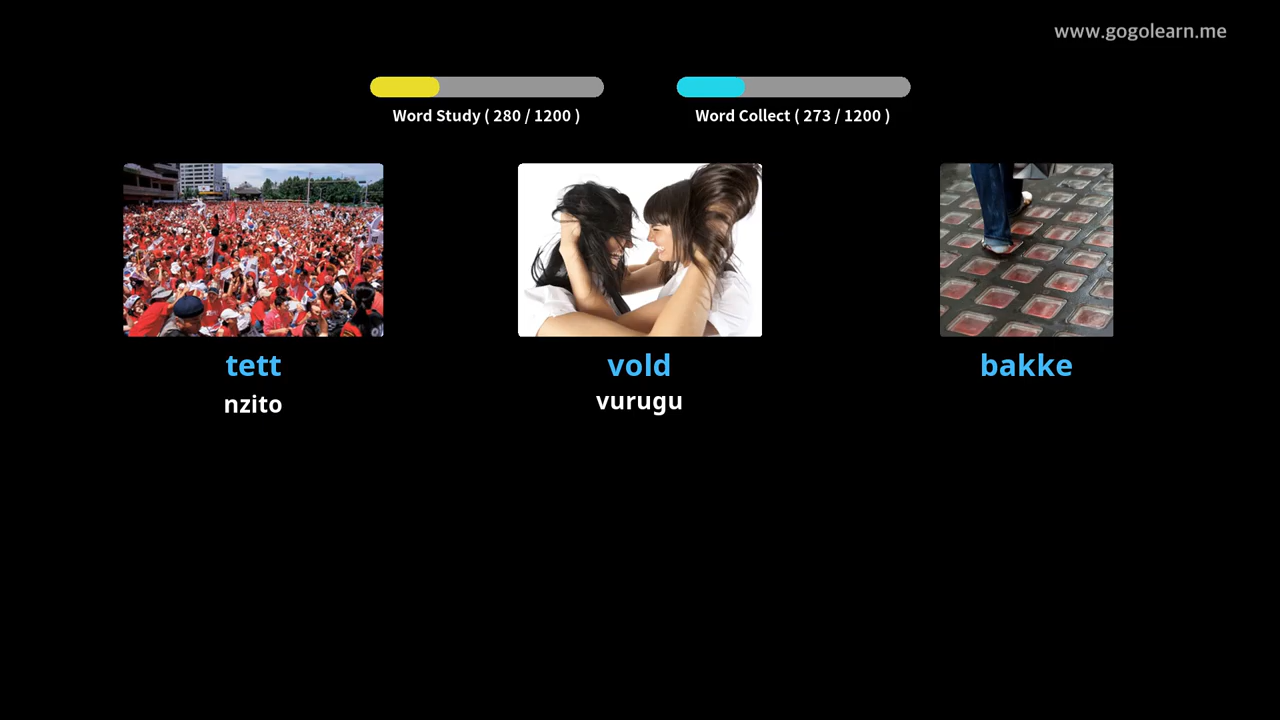 www.gogolearn.me
Word Study ( 280 / 1200 )
Word Collect ( 273 / 1200 )
tett
vold
bakke
nzito
vurugu